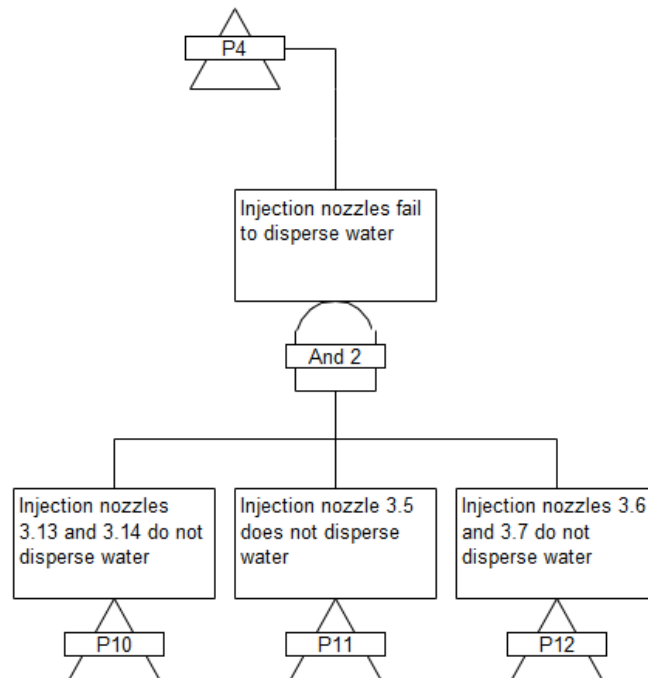 P4
Injection nozzles fail
to disperse water
And 2
Injection nozzles
3.13 and 3.14 do not
disperse water
Injection nozzle 3.5
does not disperse
water
Injection nozzles 3.6
and 3.7 do not
disperse water
P10
P11
P12